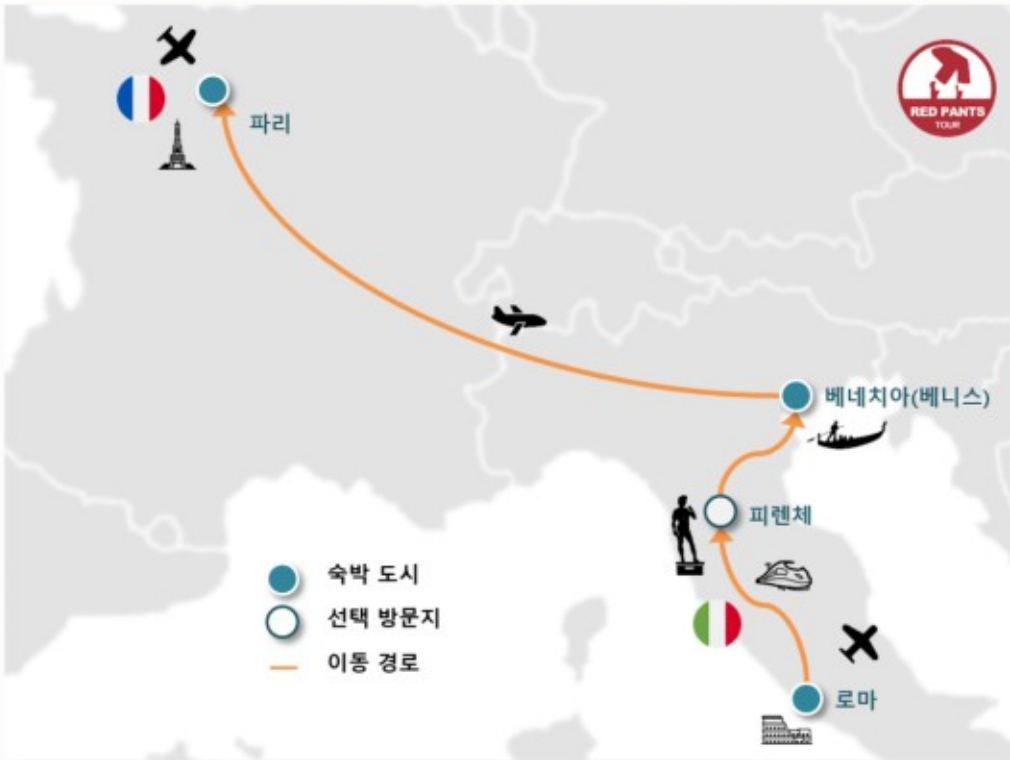 RED PANTS
TOUR
파리
베네치아(베니스)
피렌체
숙박 도시
선택 방문지
이동 경로
로마